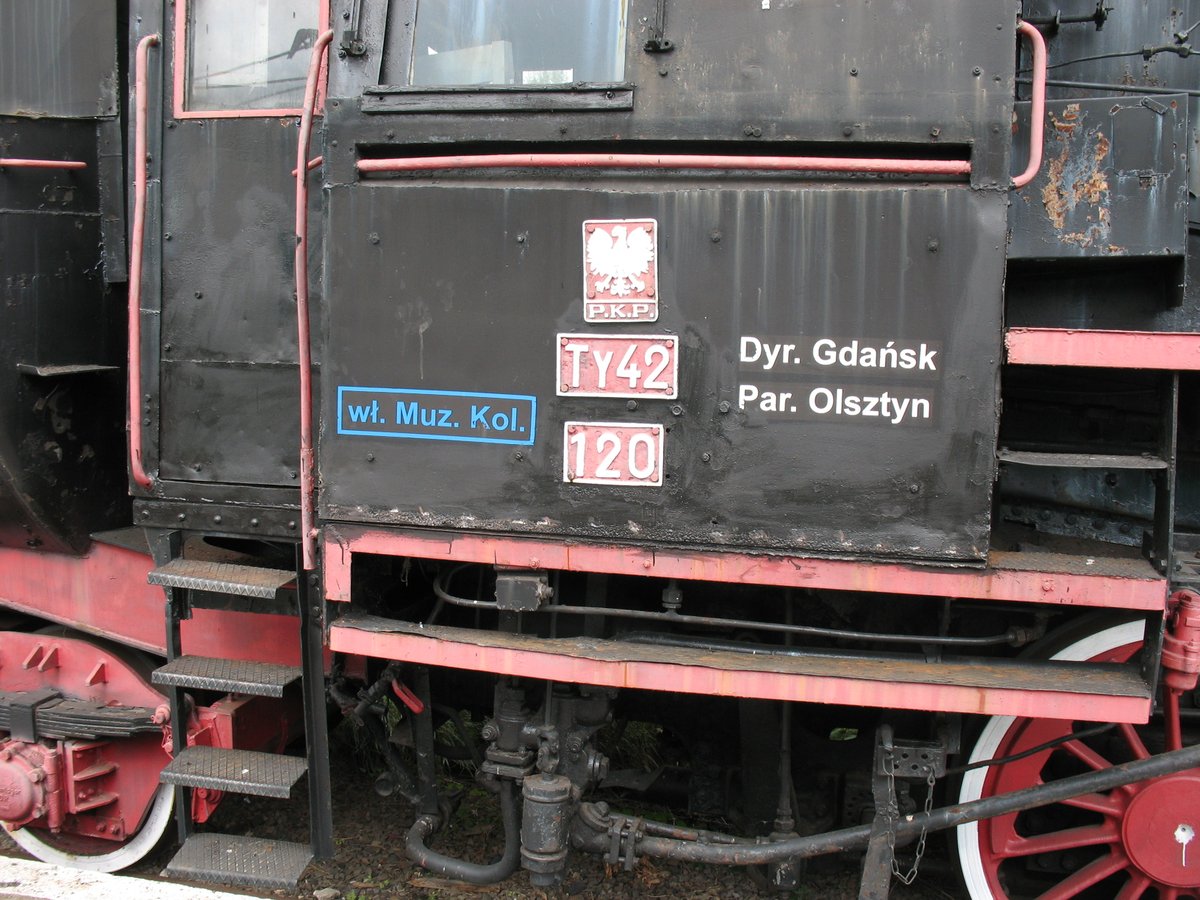 P.K.P.
TY42
120
wł. Muz. Kol.
Dyr. Gdańsk
Par. Olsztyn